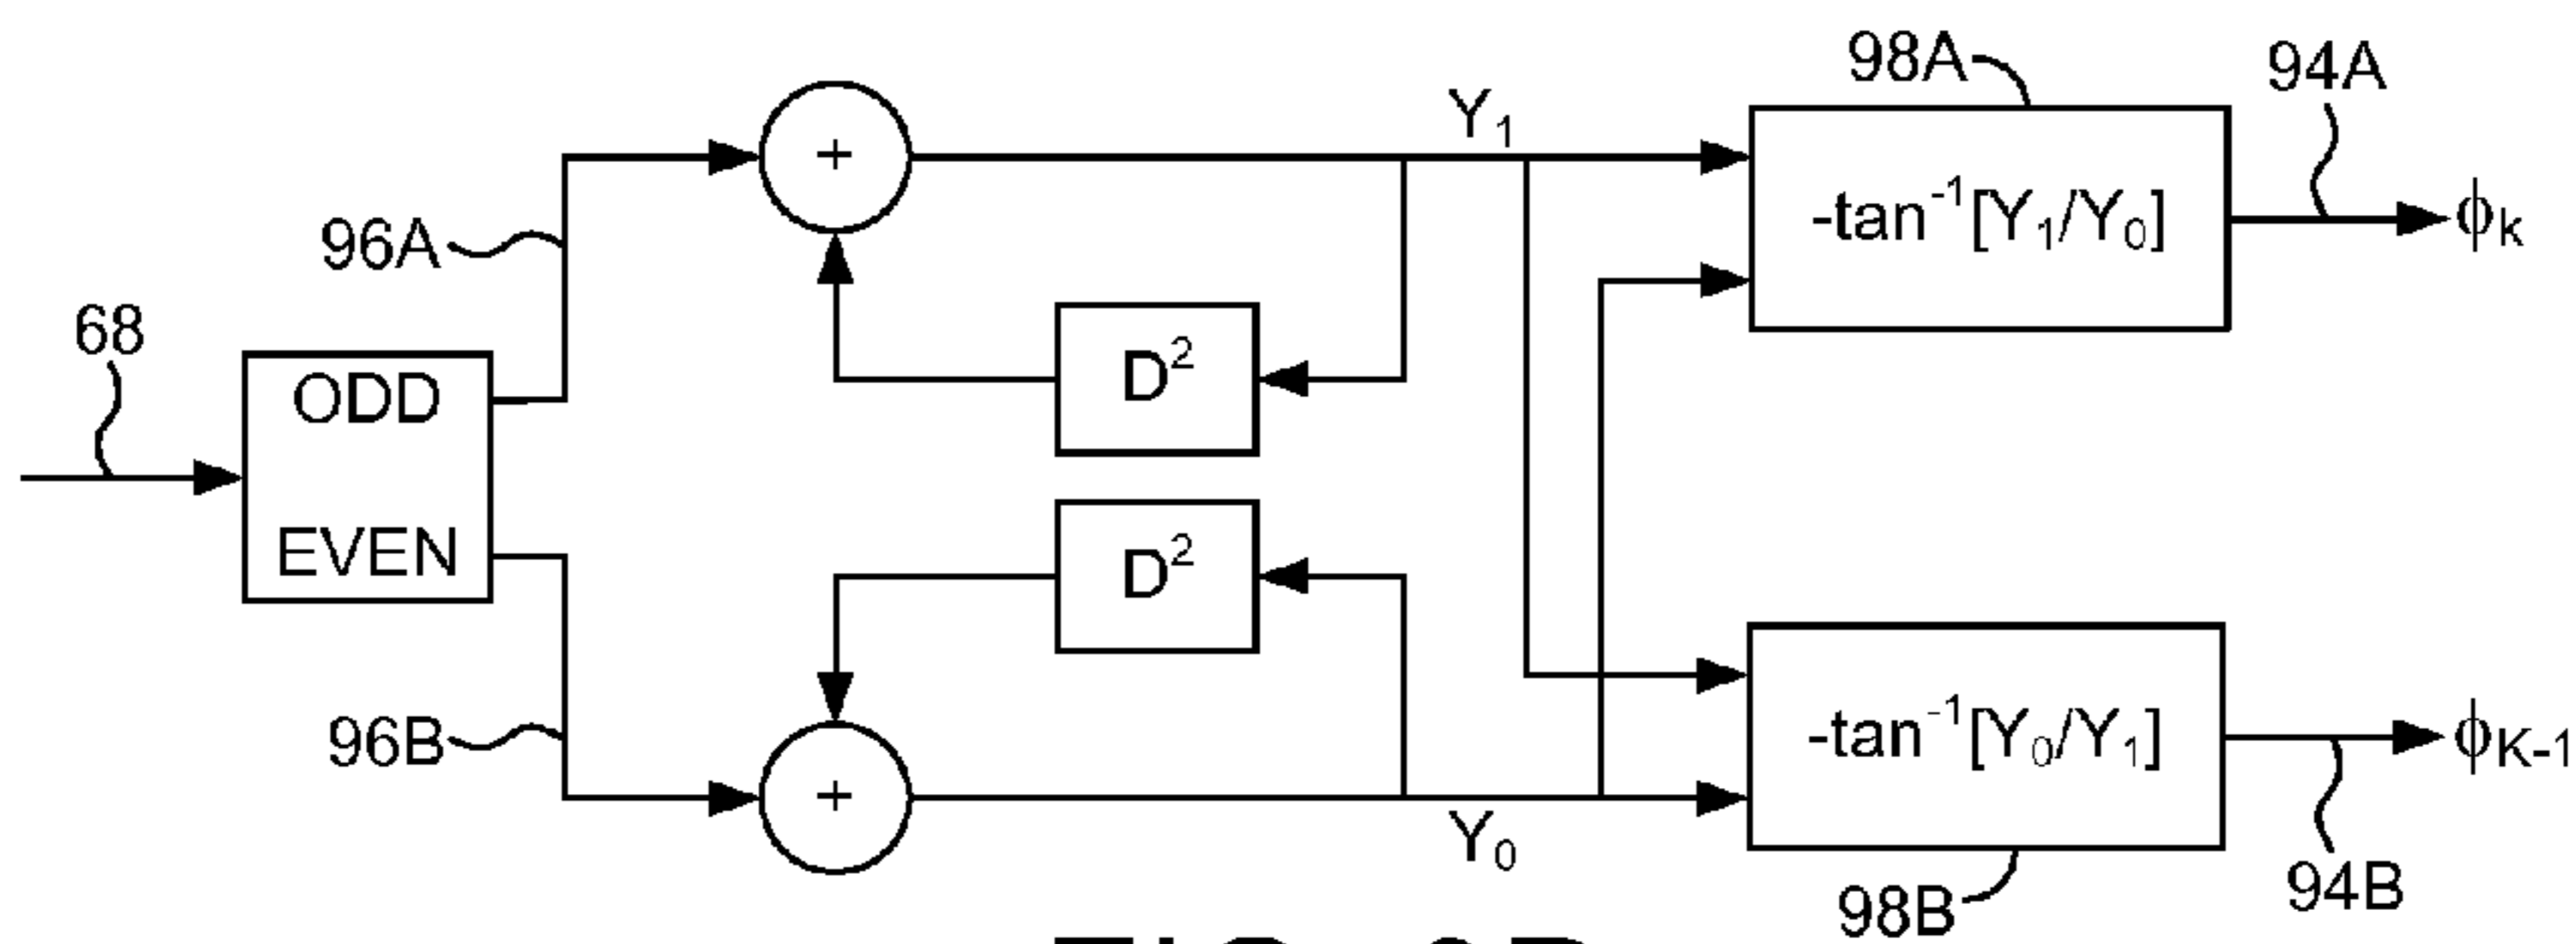 98A
94A
Y₁
+
-tan⁻¹[Y₁/Y₀]
ϕₖ
96A
68
ODD
EVEN
D²
D²
96B
-tan⁻¹[Y₀/Y₁]
ϕK-1
+
Y₀
98B
94B